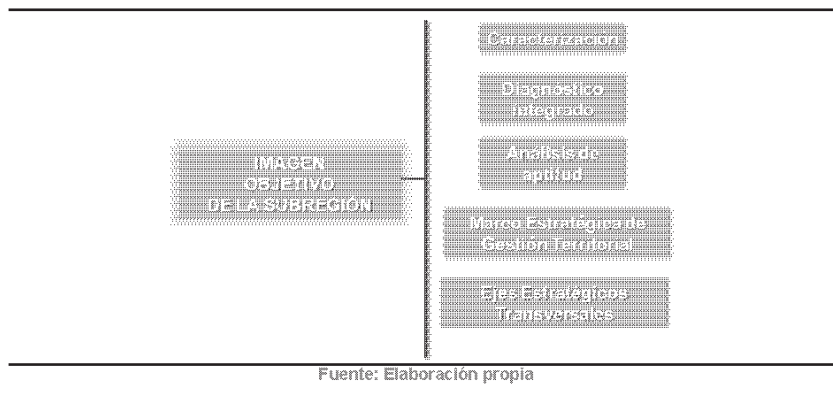 Caracterización
Diagnóstico
Integrado
Análisis de
aptitud
IMAGEN
OBJETIVO
DE LA SUBREGIÓN
Marco Estratégica de
Gestión Territorial
Ejes Estratégicos
Transversales
Fuente: Elaboración propia